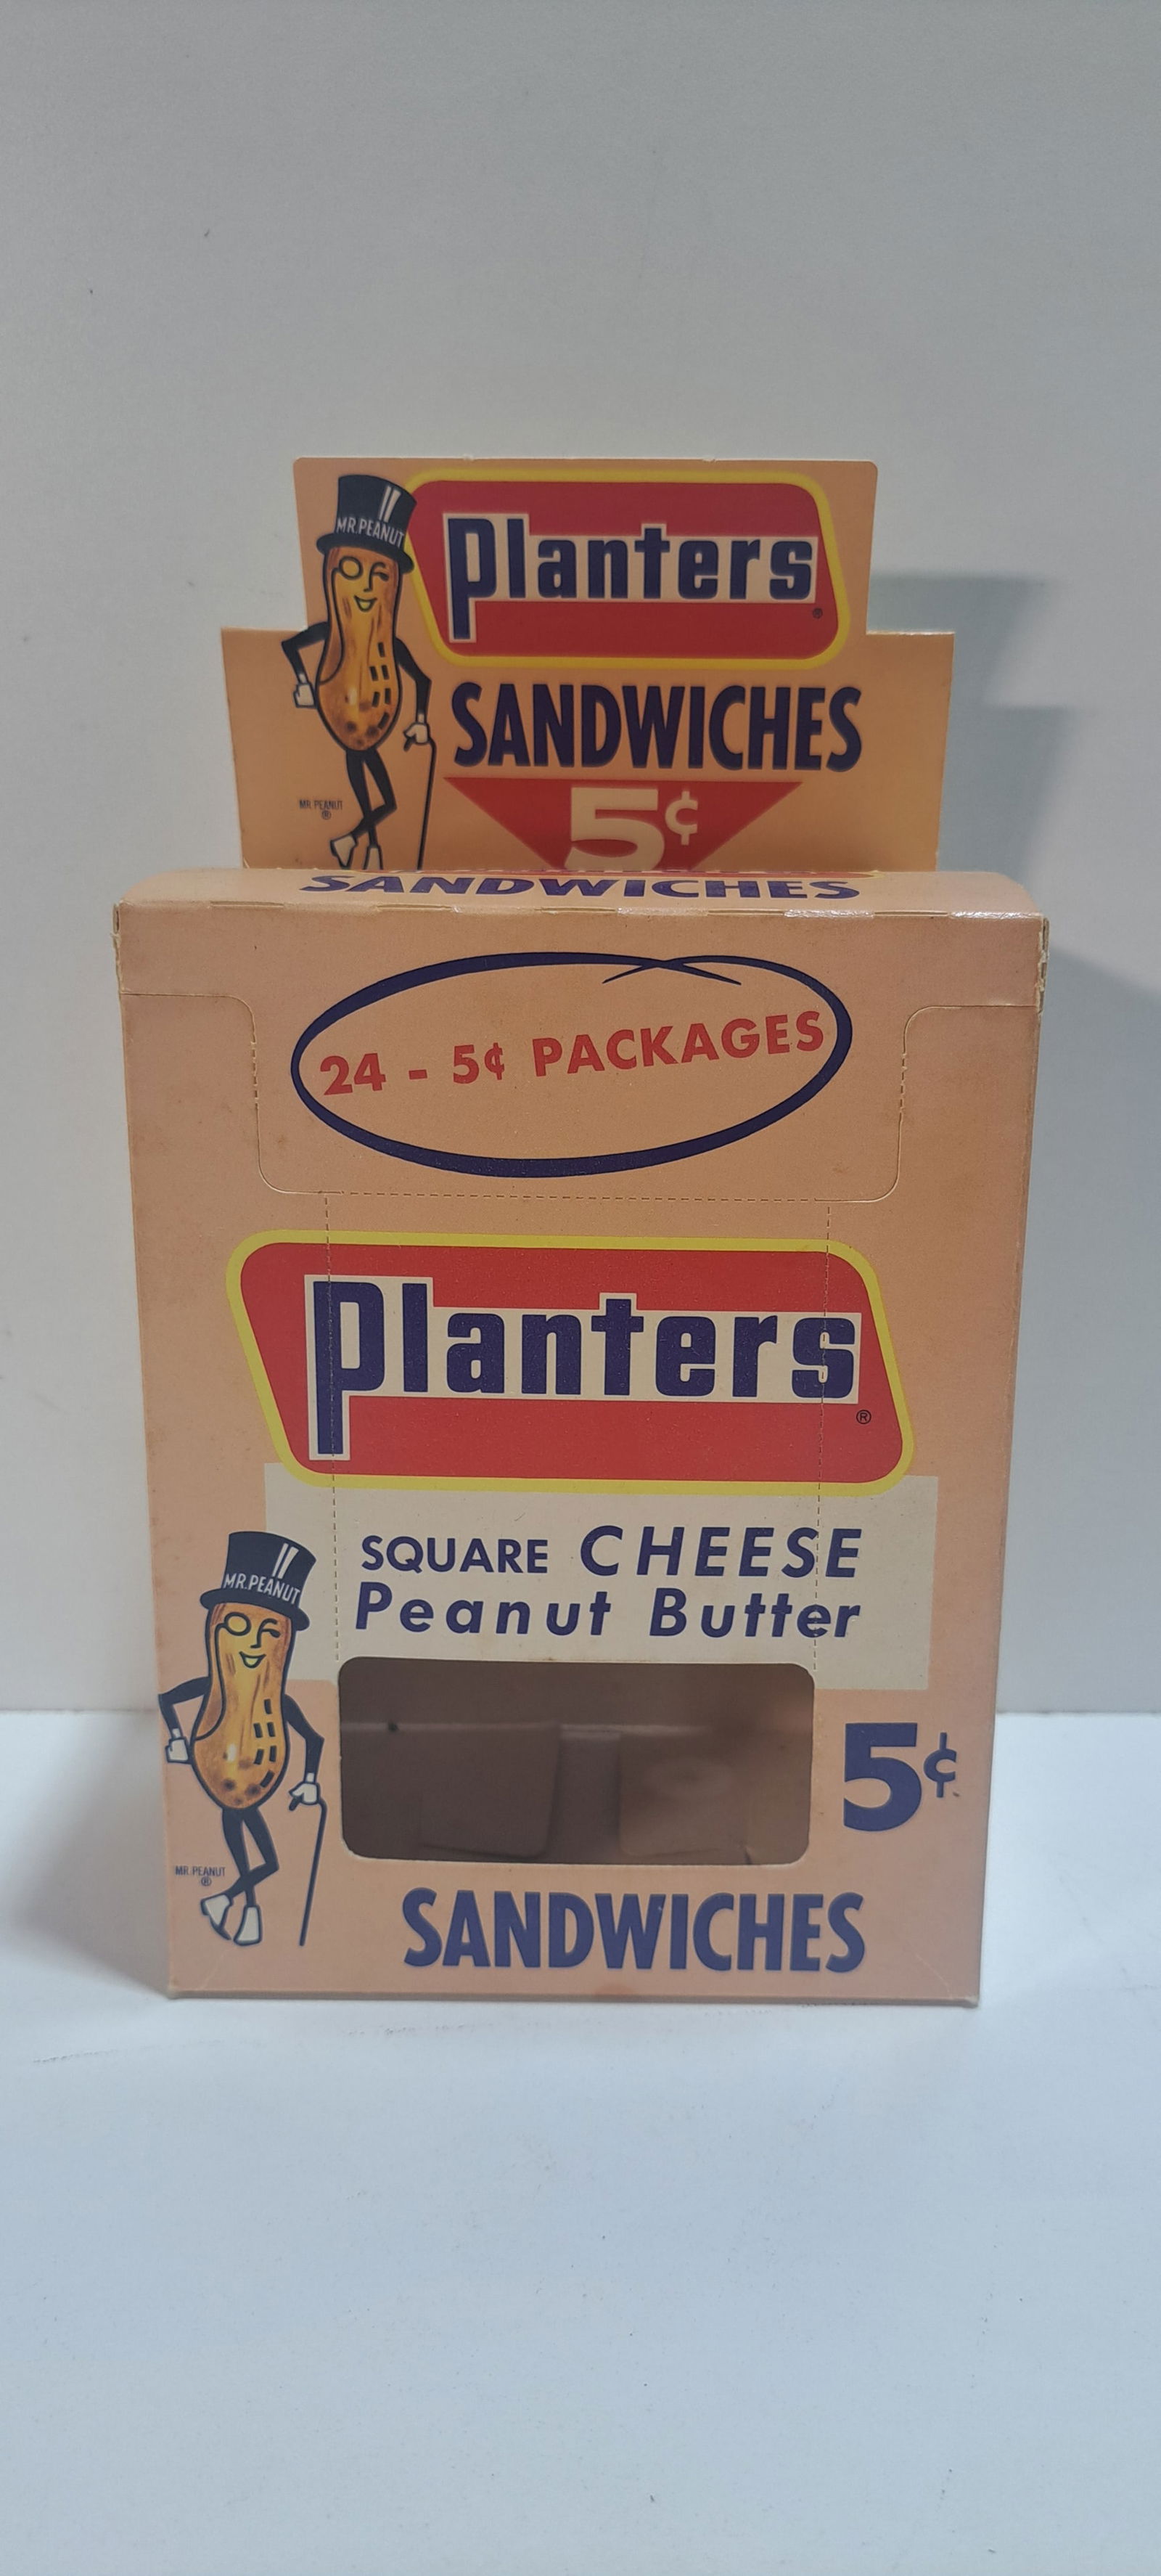 MR. PEANUT
Planters
®
SANDWICHES
5¢
MR. PEANUT
®
SANDWICHES
24 - 5¢ PACKAGES
Planters
®
SQUARE CHEESE
Peanut Butter
MR. PEANUT
5¢
MR. PEANUT
®
SANDWICHES